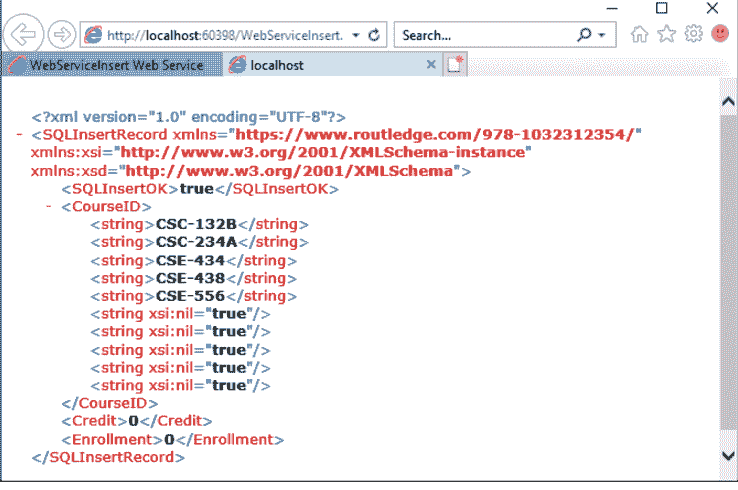 http://localhost:60398/WebServiceInsert.
Search...
WebServiceInsert Web Service
localhost
<?xml version="1.0" encoding="UTF-8"?>
- <SQLInsertRecord xmlns="https://www.routledge.com/978-1032312354/"
xmlns:xsi="http://www.w3.org/2001/XMLSchema-instance"
xmlns:xsd="http://www.w3.org/2001/XMLSchema">
<SQLInsertOK>true</SQLInsertOK>
- <CourseID>
<string>CSC-132B</string>
<string>CSC-234A</string>
<string>CSE-434</string>
<string>CSE-438</string>
<string>CSE-556</string>
<string xsi:nil="true"/>
<string xsi:nil="true"/>
<string xsi:nil="true"/>
<string xsi:nil="true"/>
<string xsi:nil="true"/>
</CourseID>
<Credit>0</Credit>
<Enrollment>0</Enrollment>
</SQLInsertRecord>